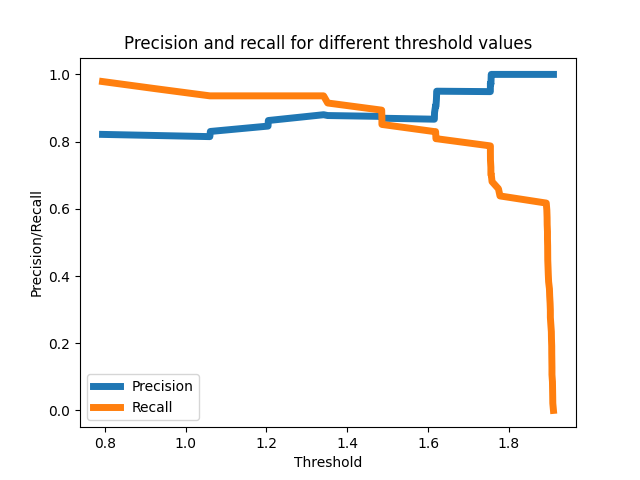 Precision and recall for different threshold values
Precision/Recall
1.0
0.8
0.6
0.4
0.2
0.0
Precision
Recall
0.8 1.0 1.2 1.4 1.6 1.8
Threshold